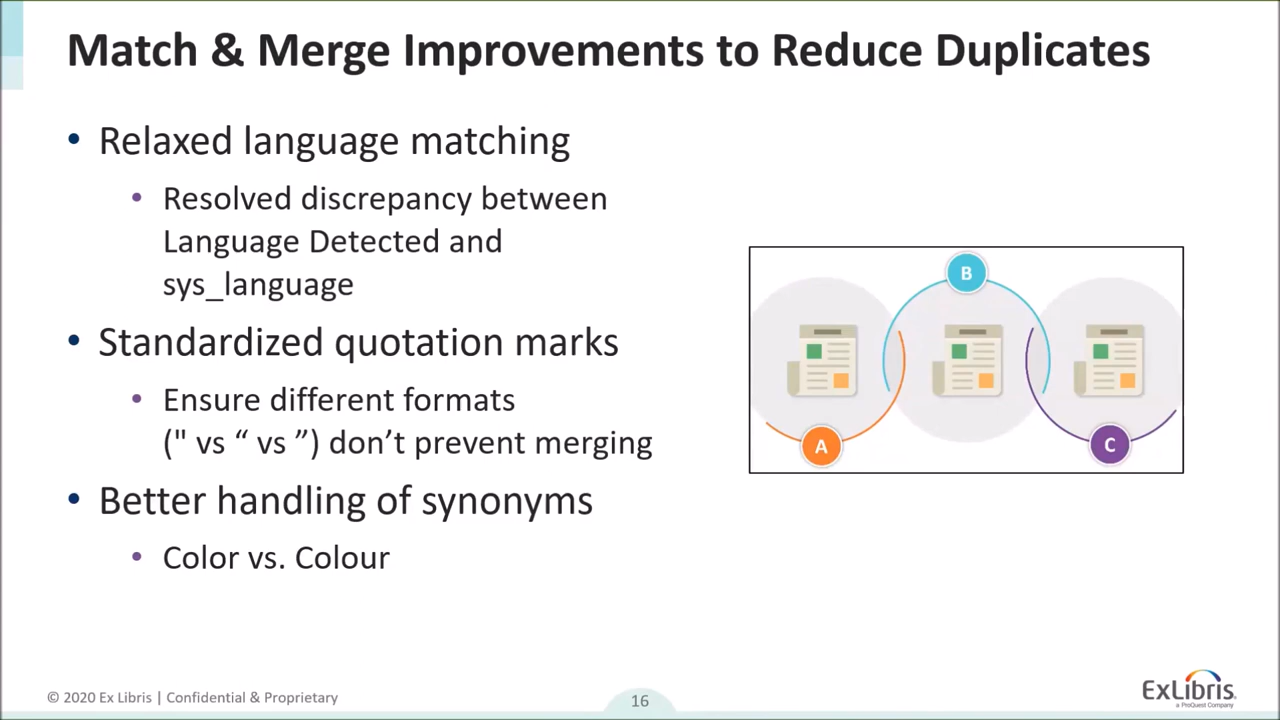 Match & Merge Improvements to Reduce Duplicates
• Relaxed language matching
• Resolved discrepancy between
Language Detected and
sys_language
• Standardized quotation marks
• Ensure different formats
(" vs “ vs ”) don’t prevent merging
• Better handling of synonyms
• Color vs. Colour
B
A
C
© 2020 Ex Libris | Confidential & Proprietary
16
ExLibris
a ProQuest Company